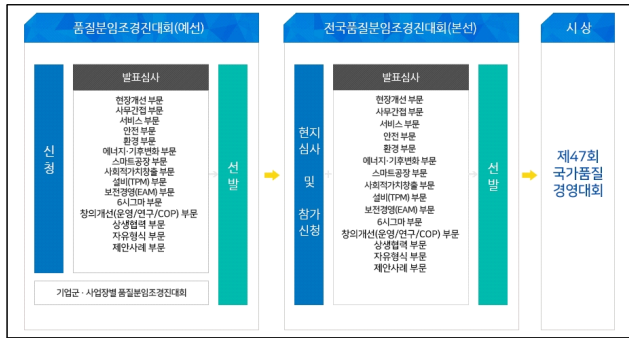 품질분임조경진대회(예선)
신청
발표심사
현장개선 부문
사무간접 부문
서비스 부문
안전 부문
환경 부문
에너지·기후변화 부문
스마트공장 부문
사회적가치창출 부문
설비(TPM) 부문
보전경영(EAM) 부문
6시그마 부문
창의개선(운영/연구/COP) 부문
상생협력 부문
자유형식 부문
제안사례 부문
선발
기업군·사업장별 품질분임조경진대회
전국품질분임조경진대회(본선)
현지
심사
및
참가
신청
발표심사
현장개선 부문
사무간접 부문
서비스 부문
안전 부문
환경 부문
에너지·기후변화 부문
스마트공장 부문
사회적가치창출 부문
설비(TPM) 부문
보전경영(EAM) 부문
6시그마 부문
창의개선(운영/연구/COP) 부문
상생협력 부문
자유형식 부문
제안사례 부문
선발
시상
제47회
국가품질
경영대회